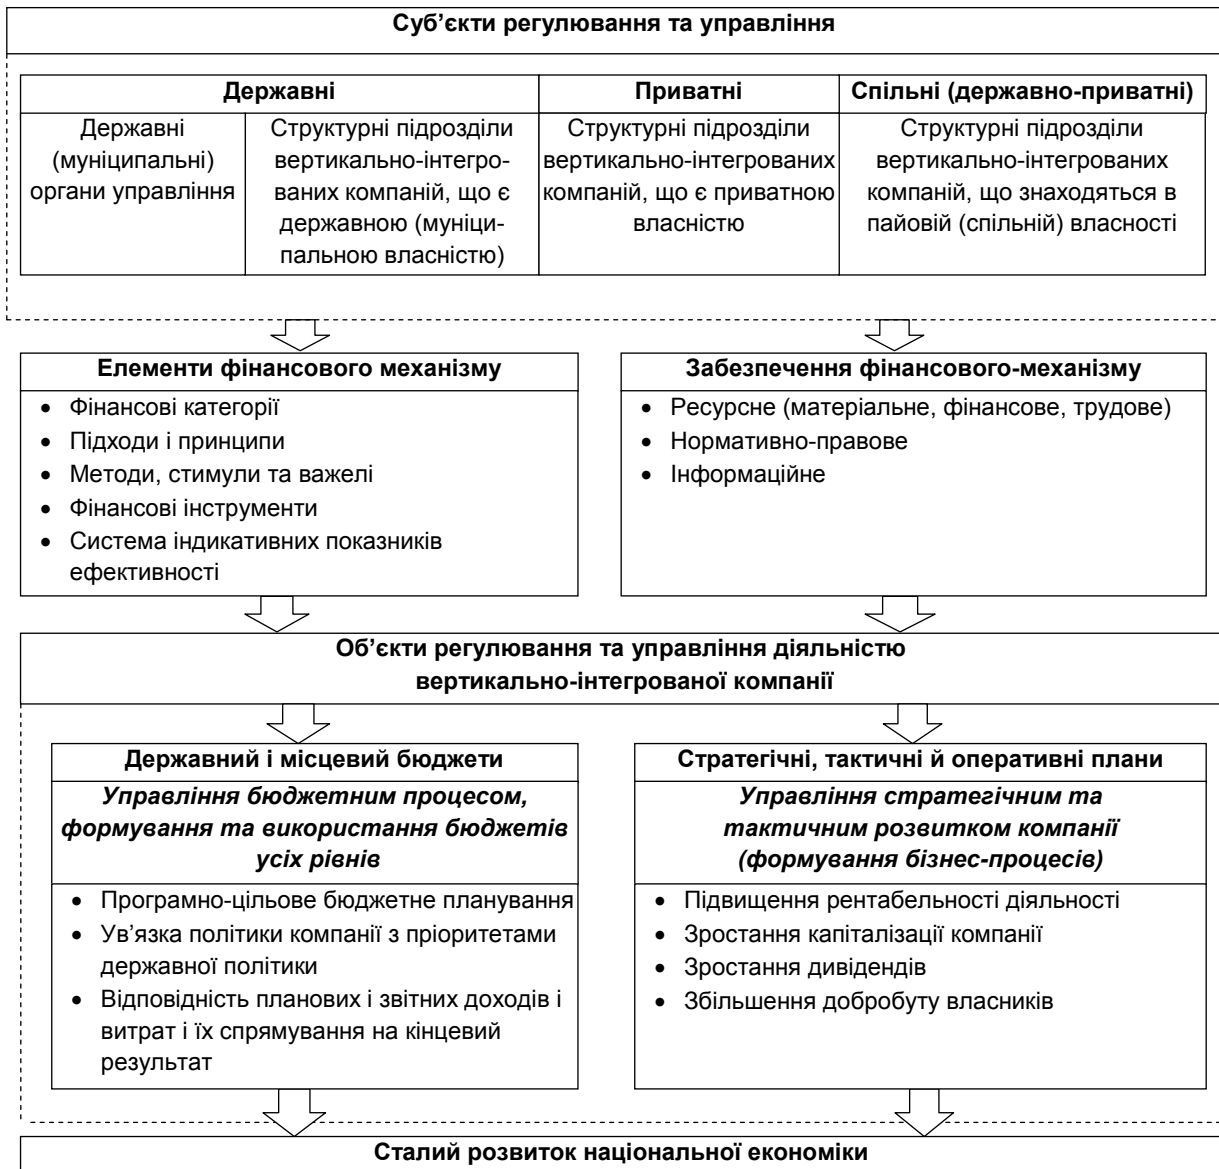 Суб’єкти регулювання та управління
Державні
Приватні
Спільні (державно-приватні)
Державні
(муніципальні)
органи управління
Структурні підрозділи
вертикально-інтегро-
ваних компаній, що є
державною (муніци-
пальною власністю)
Структурні підрозділи
вертикально-інтегрованих
компаній, що є приватною
власністю
Структурні підрозділи
вертикально-інтегрованих
компаній, що знаходяться в
пайовій (спільній) власності
Елементи фінансового механізму
• Фінансові категорії
• Підходи і принципи
• Методи, стимули та важелі
• Фінансові інструменти
• Система індикативних показників
ефективності
Забезпечення фінансового-механізму
• Ресурсне (матеріальне, фінансове, трудове)
• Нормативно-правове
• Інформаційне
Об’єкти регулювання та управління діяльністю
вертикально-інтегрованої компанії
Державний і місцевий бюджети
Управління бюджетним процесом,
формування та використання бюджетів
усіх рівнів
• Програмно-цільове бюджетне планування
• Ув’язка політики компанії з пріоритетами
державної політики
• Відповідність планових і звітних доходів і
витрат і їх спрямування на кінцевий
результат
Стратегічні, тактичні й оперативні плани
Управління стратегічним та
тактичним розвитком компанії
(формування бізнес-процесів)
• Підвищення рентабельності діяльності
• Зростання капіталізації компанії
• Зростання дивідендів
• Збільшення добробуту власників
Сталий розвиток національної економіки